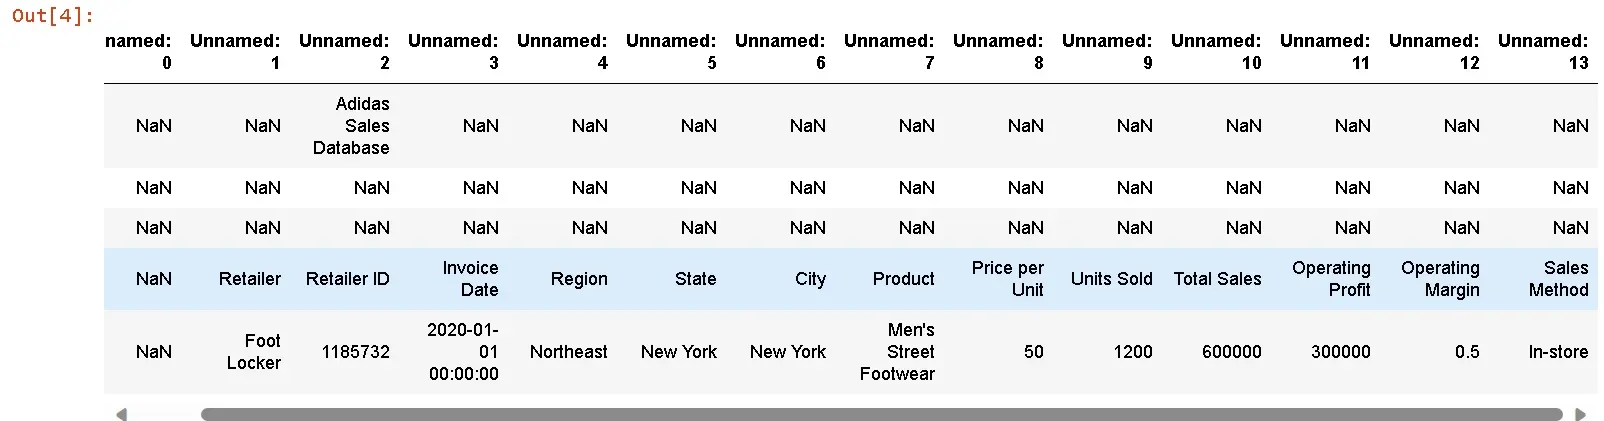 Out[4]:
named: Unnamed: Unnamed: Unnamed: Unnamed: Unnamed: Unnamed: Unnamed: Unnamed: Unnamed: Unnamed: Unnamed: Unnamed: Unnamed:
0 1 2 3 4 5 6 7 8 9 10 11 12 13
Adidas
NaN NaN Sales NaN NaN NaN NaN NaN NaN NaN NaN NaN NaN NaN
Database
NaN NaN NaN NaN NaN NaN NaN NaN NaN NaN NaN NaN NaN NaN
NaN NaN NaN NaN NaN NaN NaN NaN NaN NaN NaN NaN NaN NaN
NaN Retailer Retailer ID Invoice Date Region State City Product Price per Unit Units Sold Total Sales Operating Profit Operating Margin Sales Method
NaN Foot Locker 1185732 2020-01-01 00:00:00 Northeast New York New York Men's Street Footwear 50 1200 600000 300000 0.5 In-store